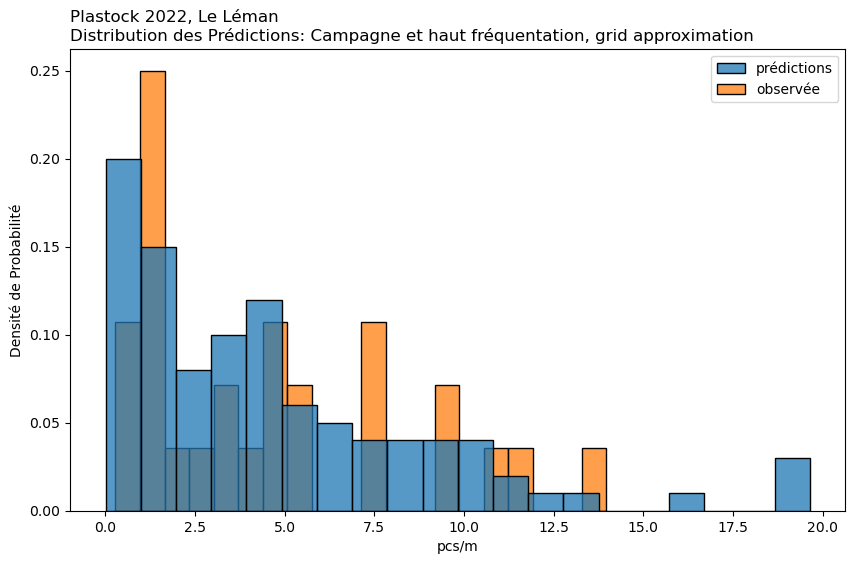 Plastock 2022, Le Léman
Distribution des Prédictions: Campagne et haut fréquentation, grid approximation
prédictions
observée
Densité de Probabilité
0.25
0.20
0.15
0.10
0.05
0.00
0.0 2.5 5.0 7.5 10.0 12.5 15.0 17.5 20.0
pcs/m